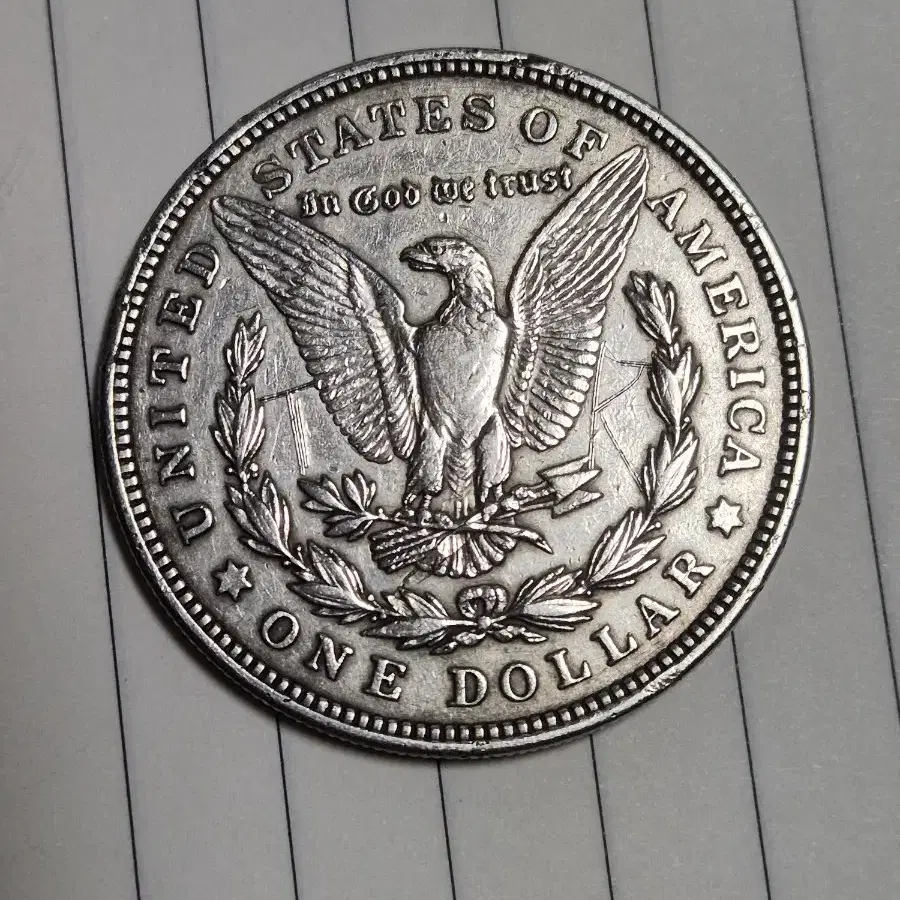 UNITED STATES OF AMERICA
In God we trust
ONE DOLLAR